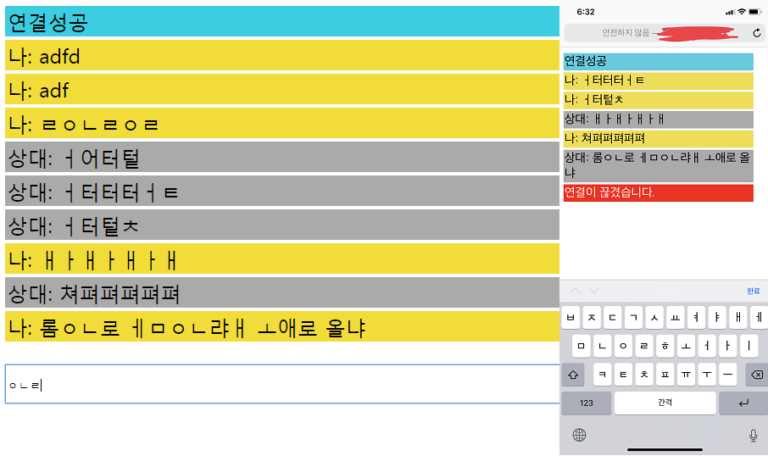 연결성공
나: adfd
나: adf
나: ㄹㅇㄴㄹㅇㄹ
상대: ㅓ어터털
상대: ㅓ터터터ㅓㅌ
상대: ㅓ터털ㅊ
나: ㅐㅏㅐㅏㅐㅏㅐ
상대: 쳐펴펴펴펴펴
나: 롬ㅇㄴ로 ㅔㅁㅇㄴ랴ㅐ ㅗ애로 올냐
ㅇㄴㄹ
6:32
안전하지 않음 —
연결성공
나: ㅓ터터터ㅓㅌ
나: ㅓ터털ㅊ
상대: ㅐㅏㅐㅏㅐㅏㅐ
나: 쳐펴펴펴펴펴
상대: 롬ㅇㄴ로 ㅔㅁㅇㄴ랴ㅐ ㅗ애로 올
냐
연결이 끊겼습니다.
완료
ㅂ ㅈ ㄷ ㄱ ㅅ ㅛ ㅕ ㅑ ㅐ ㅔ
ㅁ ㄴ ㅇ ㄹ ㅎ ㅗ ㅓ ㅏ ㅣ
ㅋ ㅌ ㅊ ㅍ ㅠ ㅜ ㅡ
123 간격